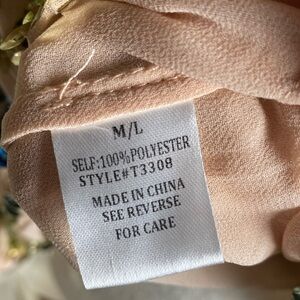 M/L
SELF:100%POLYESTER
STYLE#T3308
MADE IN CHINA
SEE REVERSE
FOR CARE